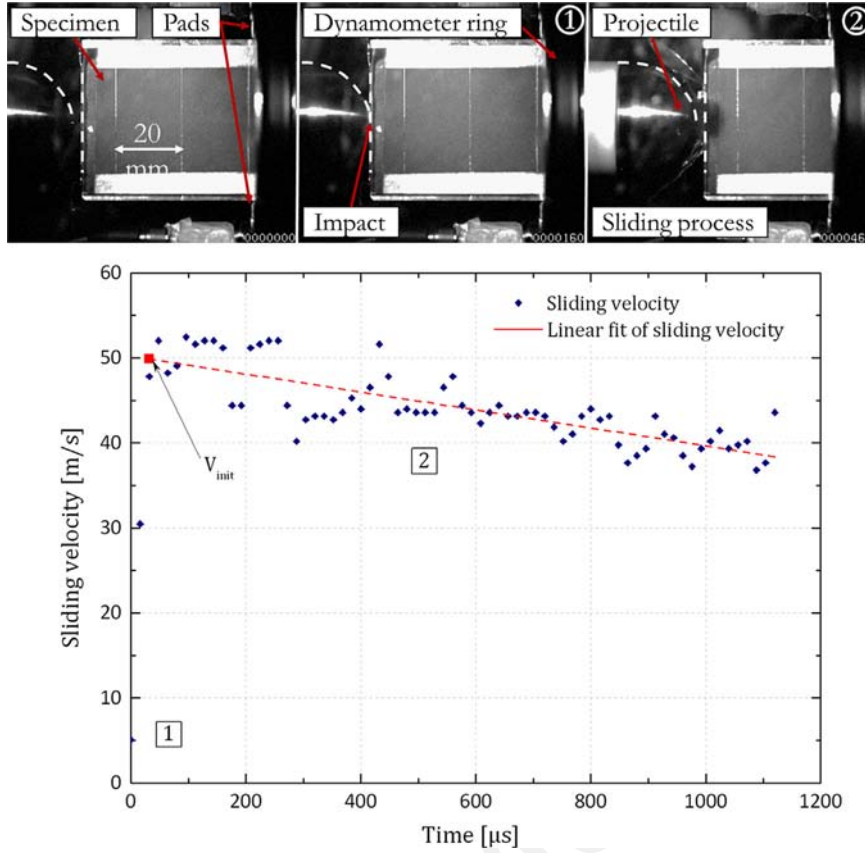 Specimen
Pads
Dynamometer ring
①
Projectile
②
20
mm
Impact
Sliding process
0000000
0000160
000046
60
50
40
30
20
10
0
Sliding velocity [m/s]
Sliding velocity
Linear fit of sliding velocity
V_init
2
1
0
200
400
600
800
1000
1200
Time [μs]